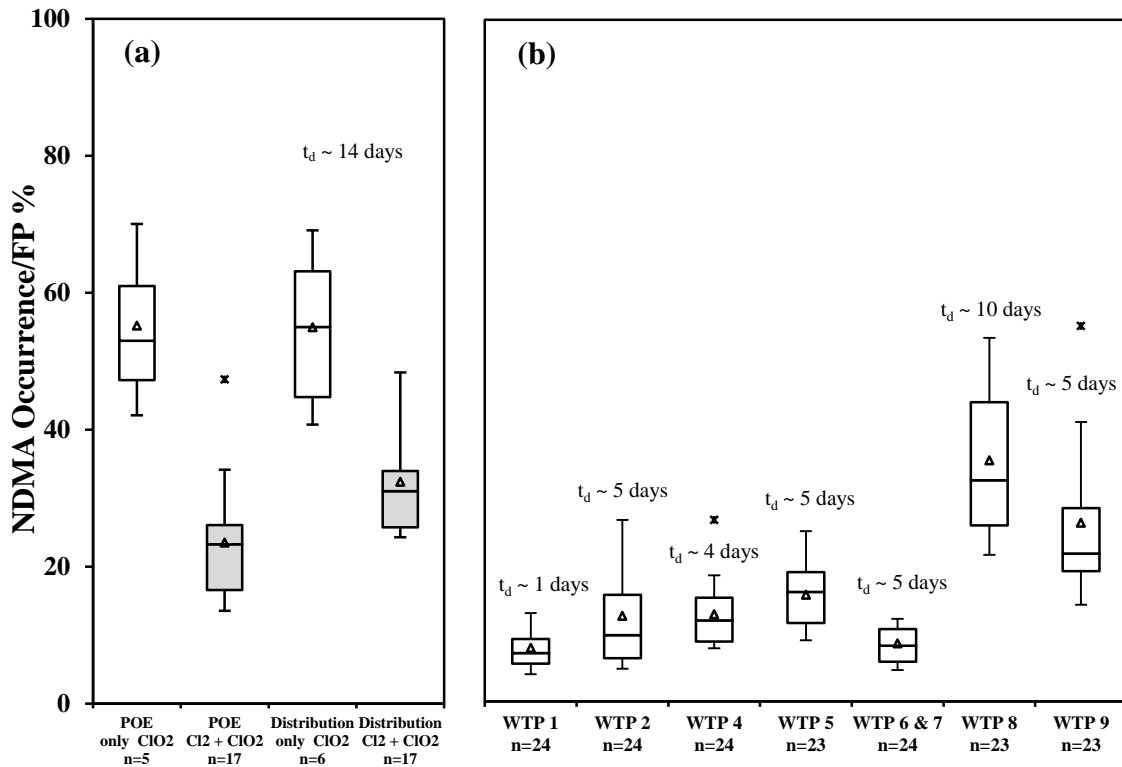 NDMA Occurrence/FP %
100
80
60
40
20
0
(a)
t_d ~ 14 days
POE
only ClO2
n=5
POE
Cl2 + ClO2
n=17
Distribution
only ClO2
n=6
Distribution
Cl2 + ClO2
n=17
(b)
t_d ~ 1 days
t_d ~ 5 days
t_d ~ 4 days
t_d ~ 5 days
t_d ~ 5 days
t_d ~ 10 days
t_d ~ 5 days
WTP 1
n=24
WTP 2
n=24
WTP 4
n=24
WTP 5
n=23
WTP 6 & 7
n=24
WTP 8
n=23
WTP 9
n=23